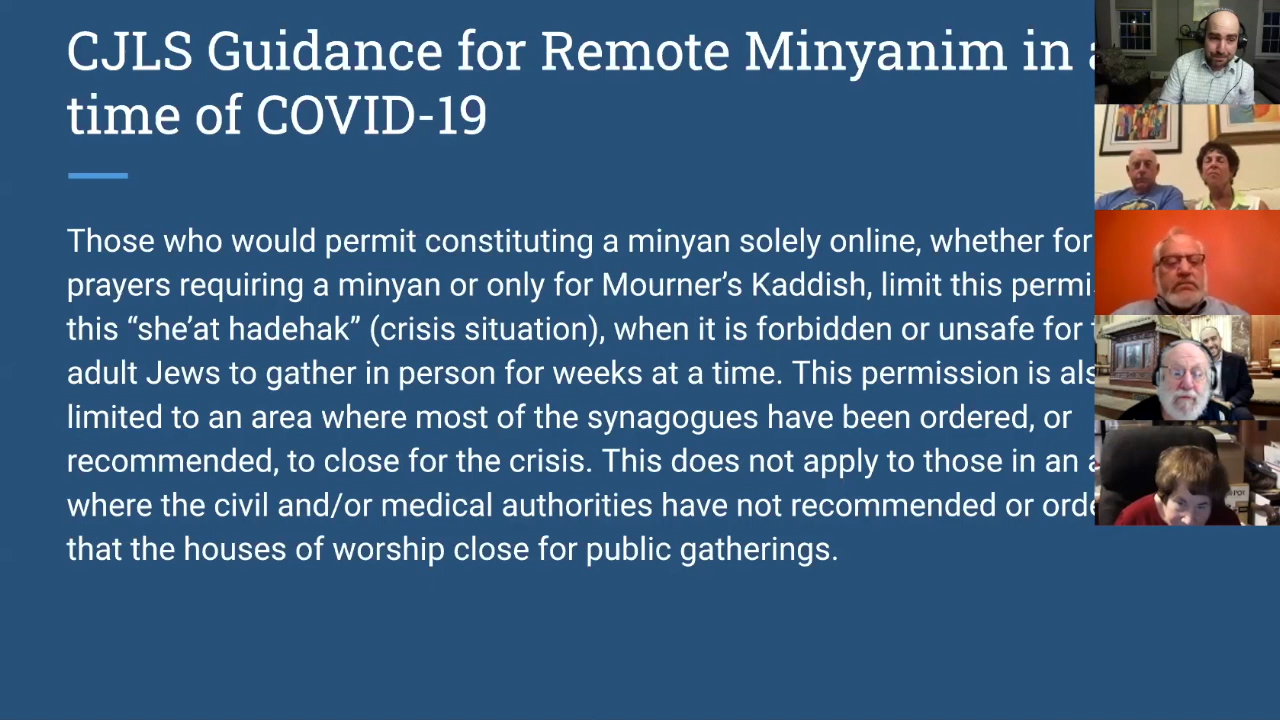 CJLS Guidance for Remote Minyanim in a
time of COVID-19
Those who would permit constituting a minyan solely online, whether for
prayers requiring a minyan or only for Mourner's Kaddish, limit this
this “she'at hadehak” (crisis situation), when it is forbidden or unsafe for
adult Jews to gather in person for weeks at a time. This permission is
limited to an area where most of the synagogues have been ordered, or
recommended, to close for the crisis. This does not apply to those in an
where the civil and/or medical authorities have not recommended or
that the houses of worship close for public gatherings.